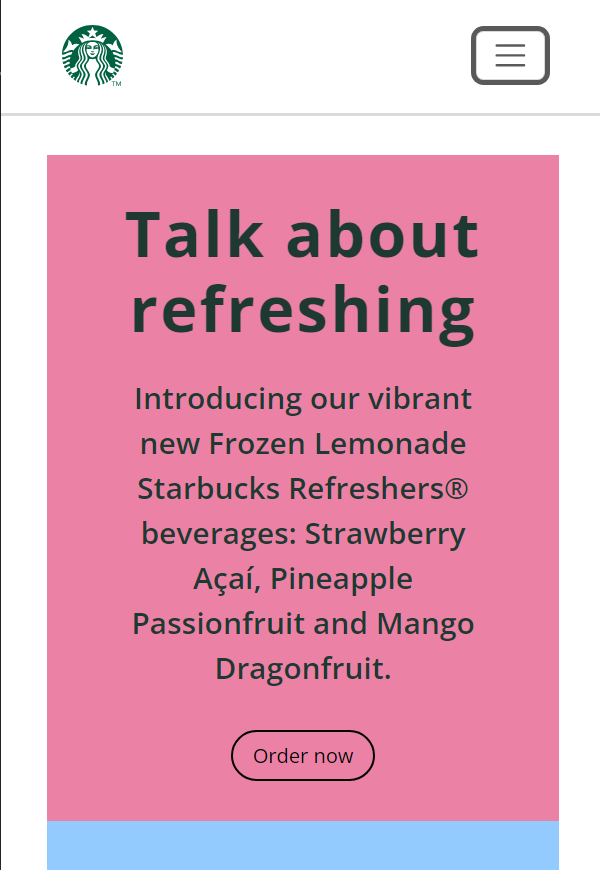 TM
Talk about
refreshing
Introducing our vibrant
new Frozen Lemonade
Starbucks Refreshers®
beverages: Strawberry
Açaí, Pineapple
Passionfruit and Mango
Dragonfruit.
Order now